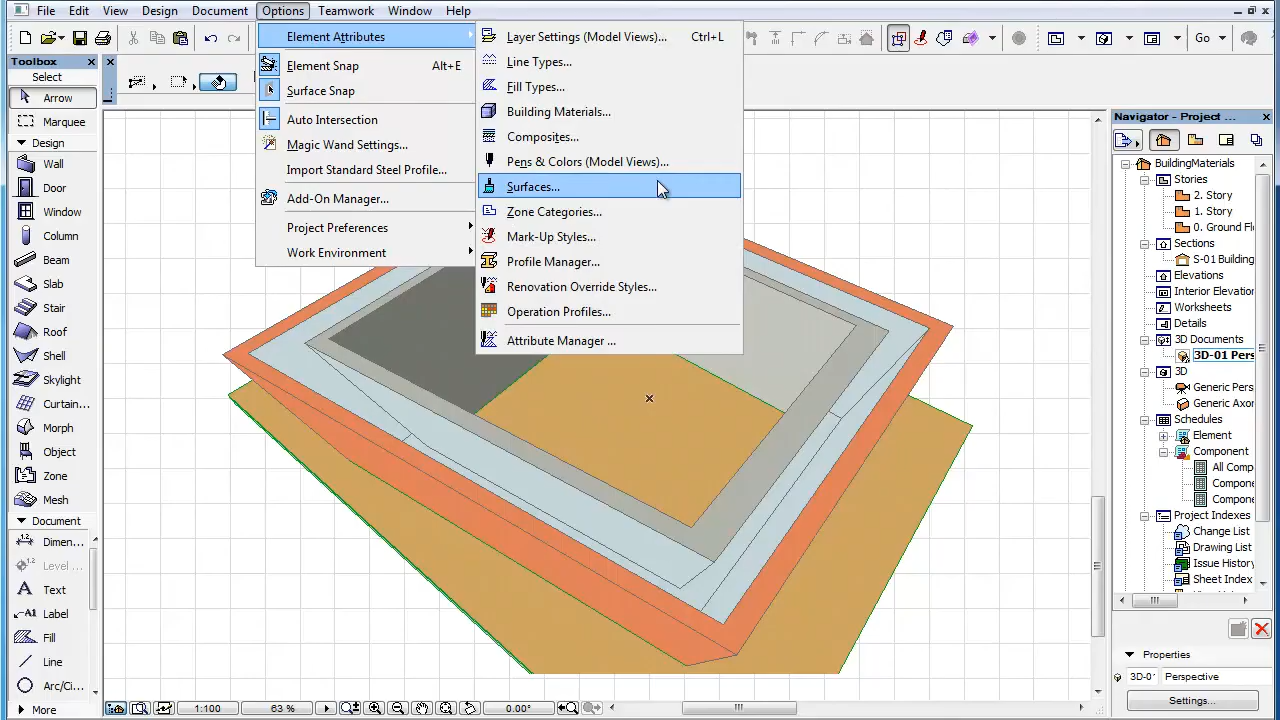 File Edit View Design Document Options Teamwork Window Help
Element Attributes
Element Snap Alt+E
Surface Snap
Auto Intersection
Magic Wand Settings...
Import Standard Steel Profile...
Add-On Manager...
Project Preferences
Work Environment
Layer Settings (Model Views)... Ctrl+L
Line Types...
Fill Types...
Building Materials...
Composites...
Pens & Colors (Model Views)...
Surfaces...
Zone Categories...
Mark-Up Styles...
Profile Manager...
Renovation Override Styles...
Operation Profiles...
Attribute Manager ...
Go
Toolbox
Select
Arrow
Marquee
Design
Wall
Door
Window
Column
Beam
Slab
Stair
Roof
Shell
Skylight
Curtain...
Morph
Object
Zone
Mesh
Document
Dimen...
Level ...
Text
Label
Fill
Line
Arc/Ci...
More
1:100
63 %
0.00°
Navigator - Project ...
BuildingMaterials
Stories
2. Story
1. Story
0. Ground Fl
Sections
S-01 Building
Elevations
Interior Elevatio
Worksheets
Details
3D Documents
3D-01 Pers
3D
Generic Pers
Generic Axor
Schedules
Element
Component
All Comp
Compone
Compone
Project Indexes
Change List
Drawing List
Issue History
Sheet Index
Properties
3D-0 Perspective
Settings...